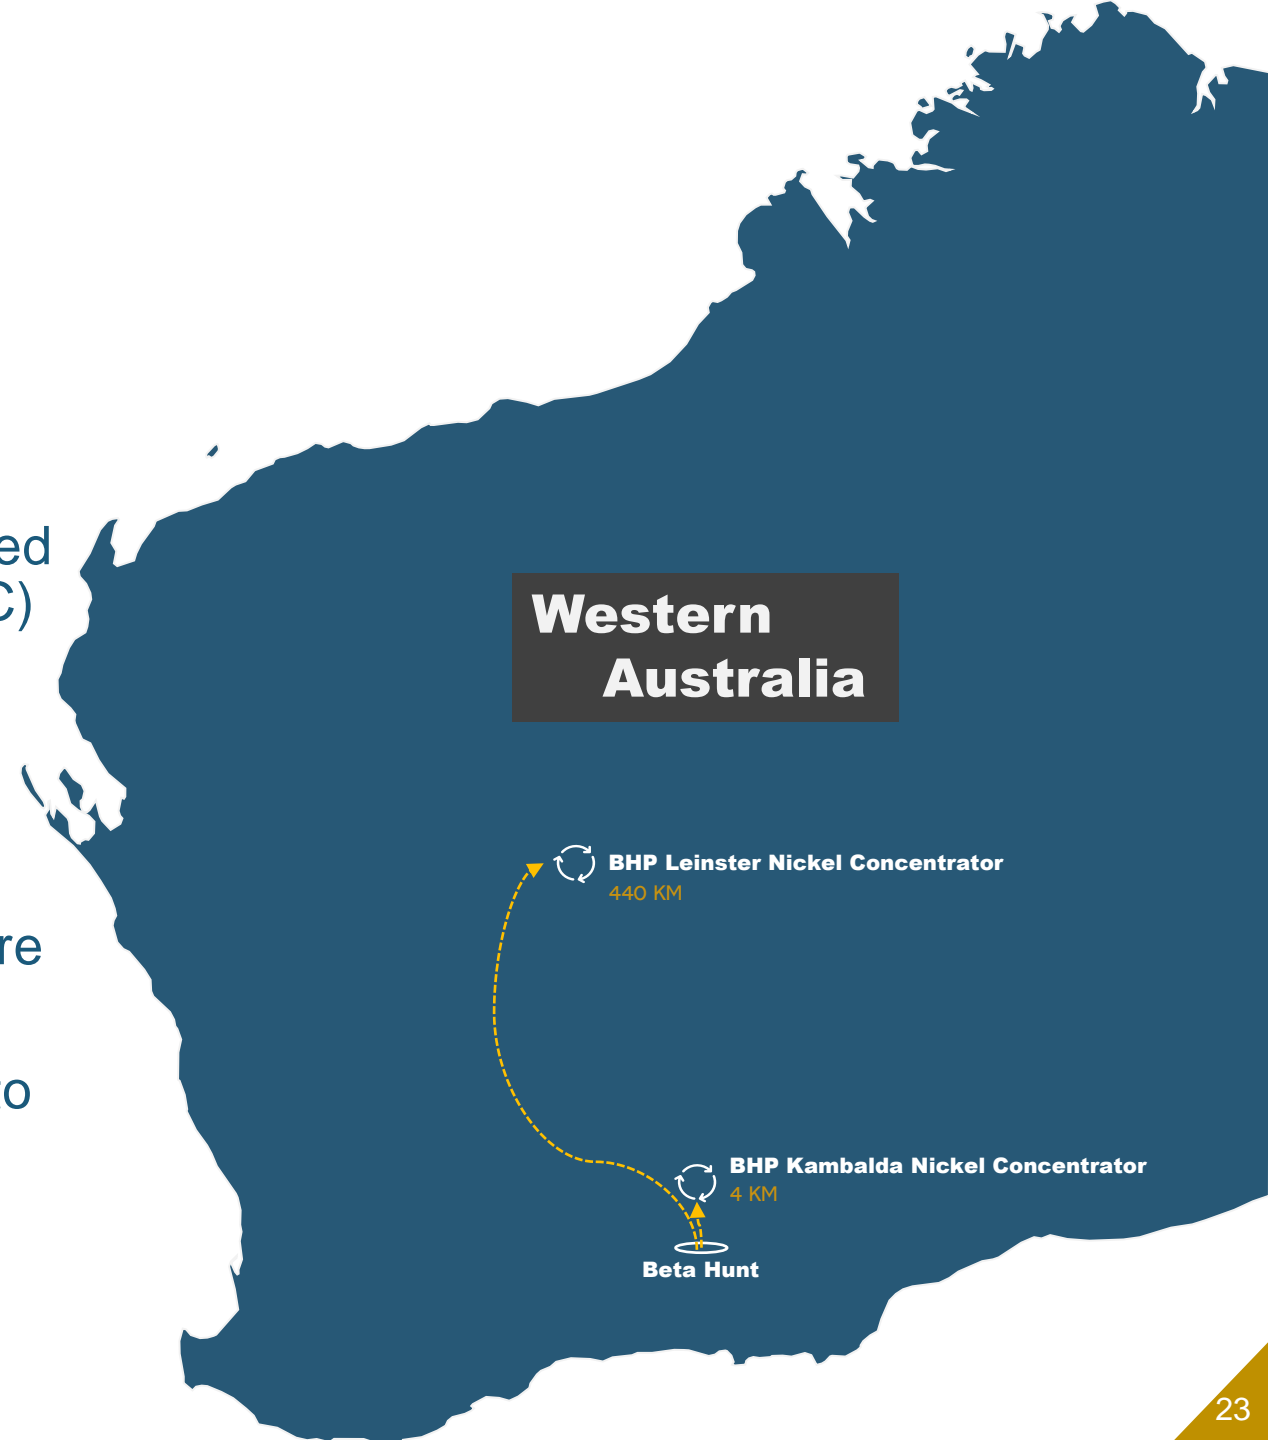 ed
C)
re
to
Western
Australia
BHP Leinster Nickel Concentrator
440 KM
BHP Kambalda Nickel Concentrator
4 KM
Beta Hunt
23